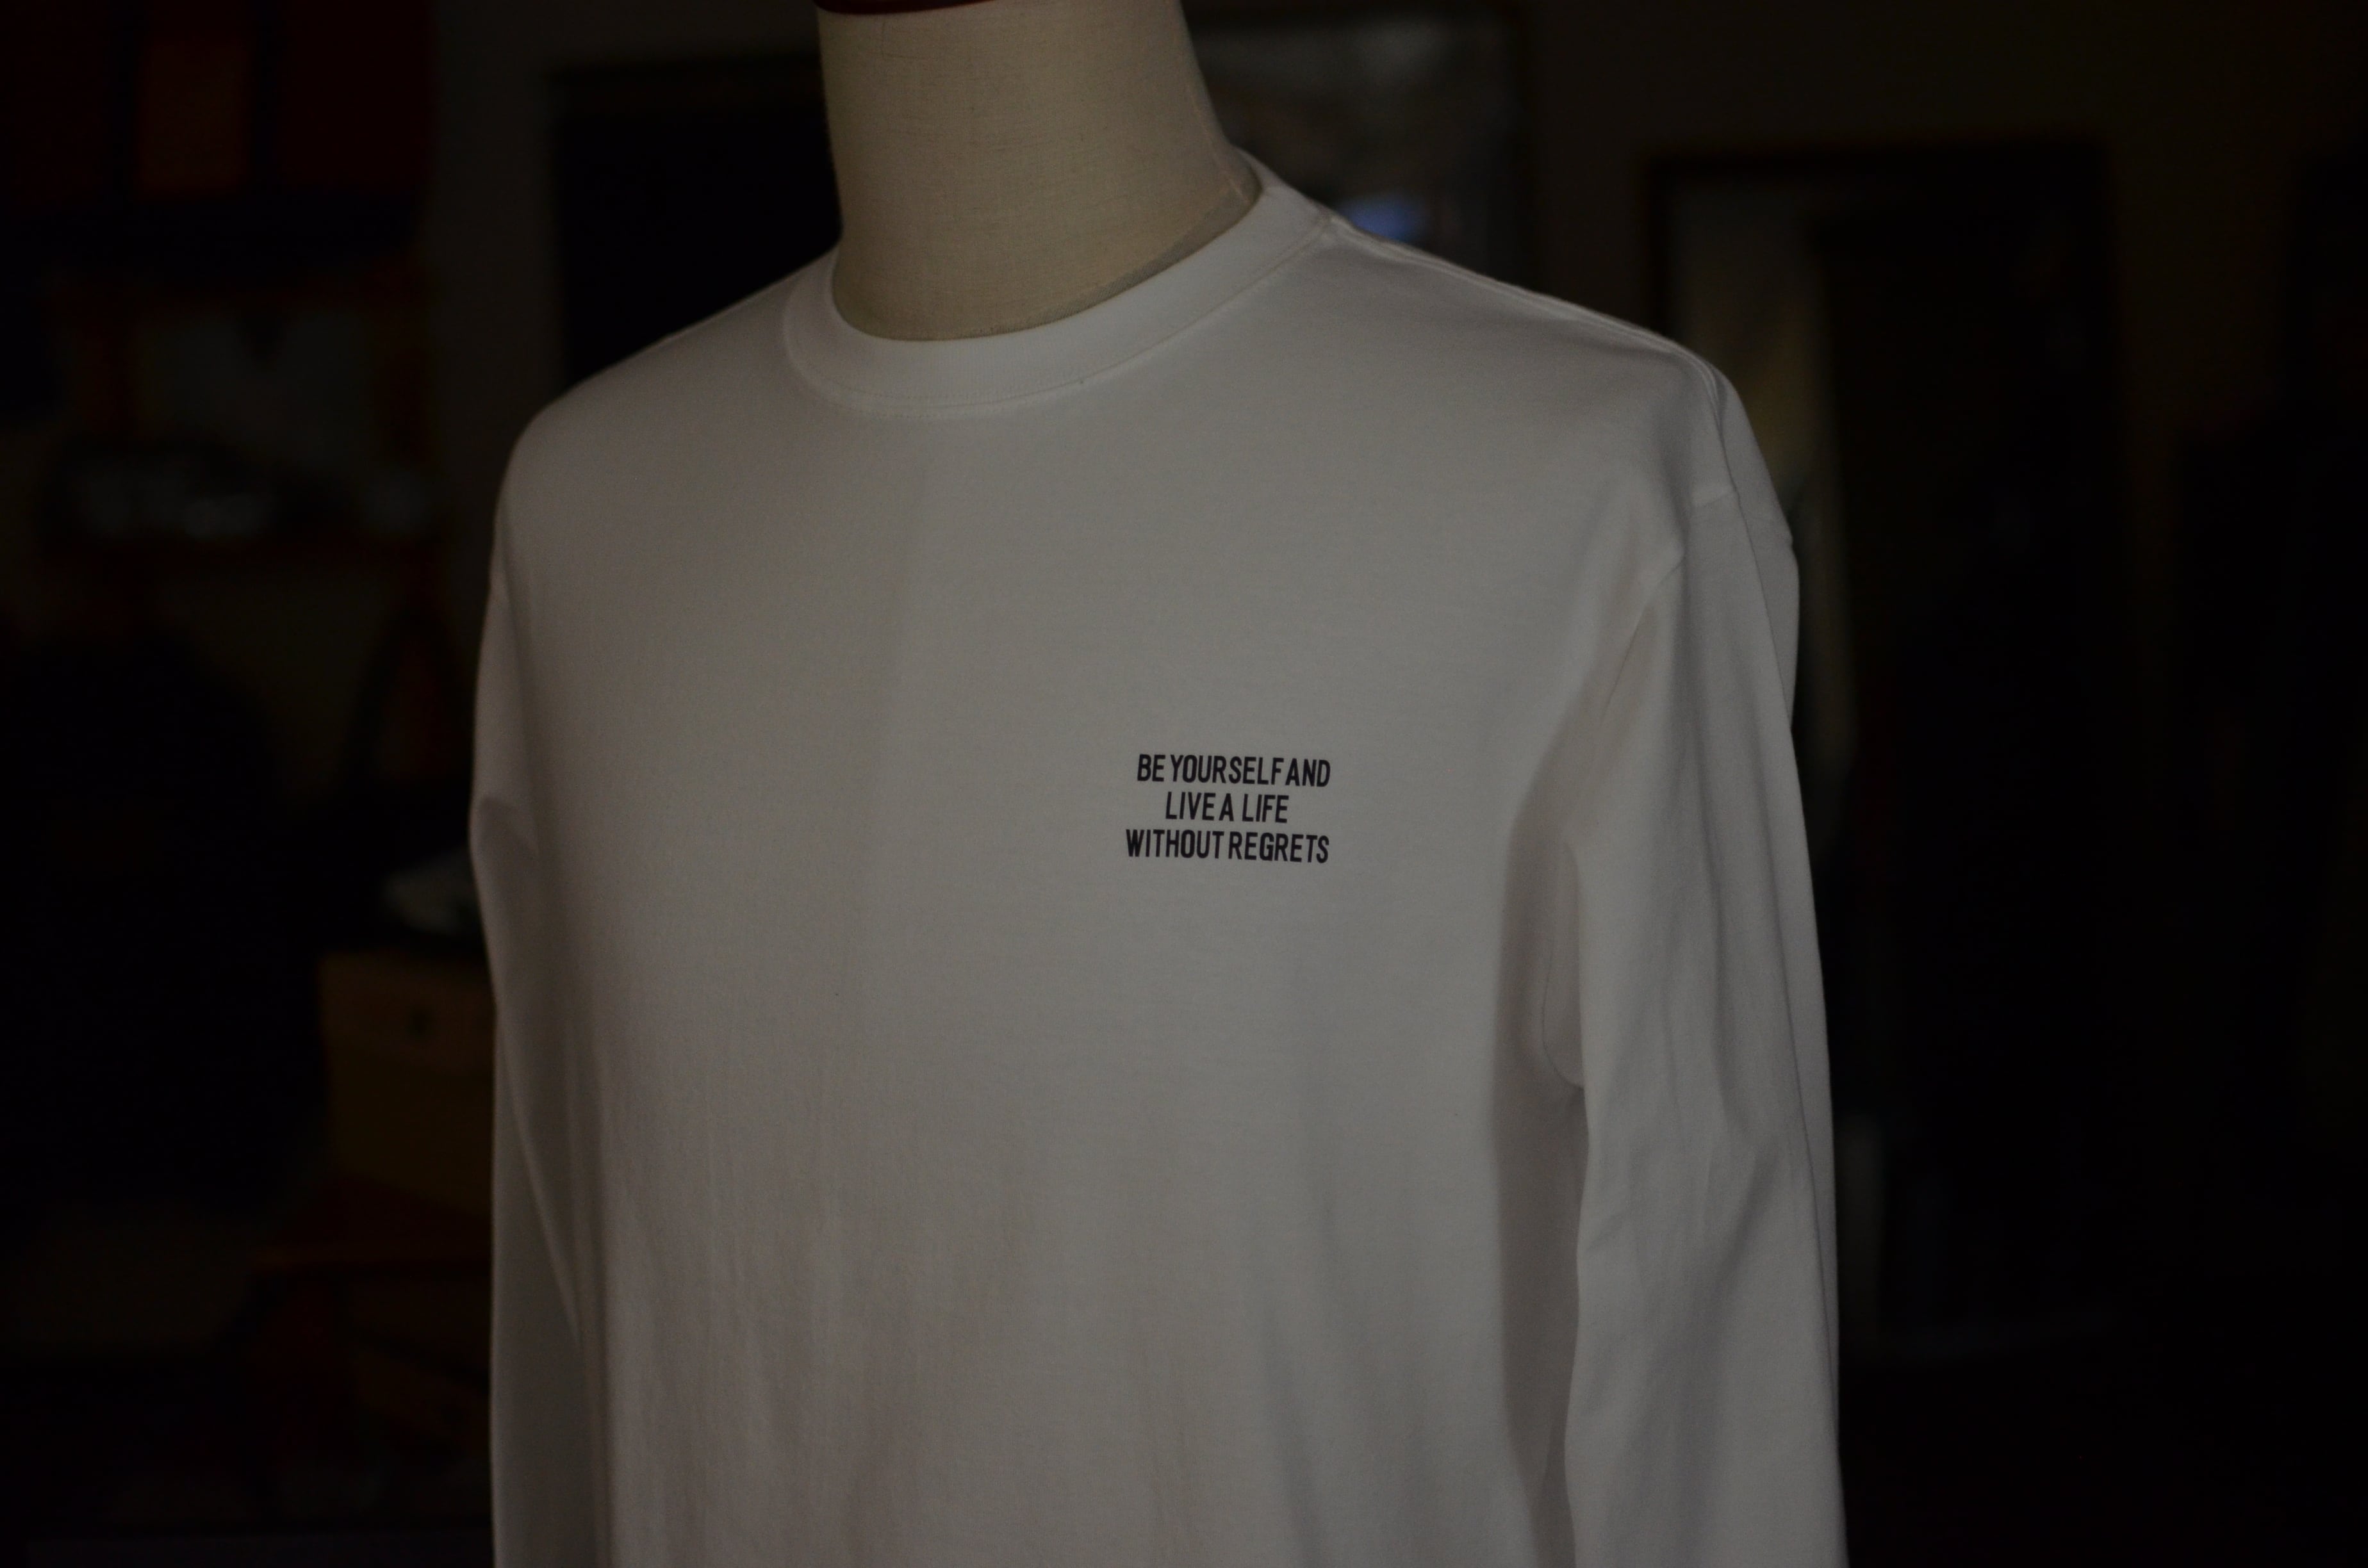 BE YOURSELF AND
LIVE A LIFE
WITHOUT REGRETS